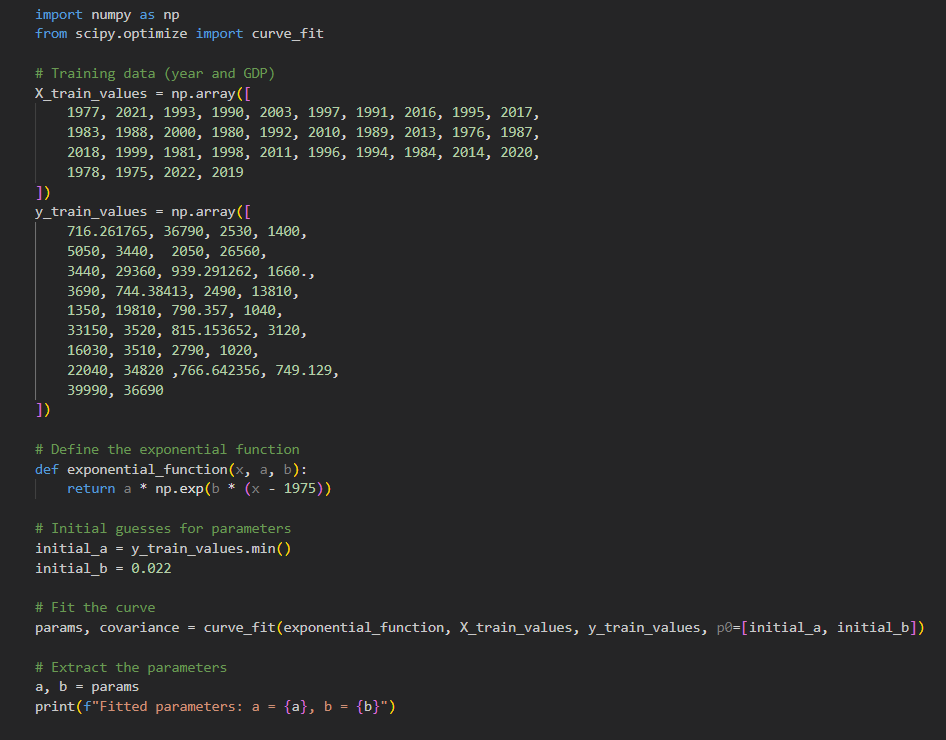 import numpy as np
from scipy.optimize import curve_fit
# Training data (year and GDP)
X_train_values = np.array([
1977, 2021, 1993, 1990, 2003, 1997, 1991, 2016, 1995, 2017,
1983, 1988, 2000, 1980, 1992, 2010, 1989, 2013, 1976, 1987,
2018, 1999, 1981, 1998, 2011, 1996, 1994, 1984, 2014, 2020,
1978, 1975, 2022, 2019
])
y_train_values = np.array([
716.261765, 36790, 2530, 1400,
5050, 3440,  2050, 26560,
3440, 29360, 939.291262, 1660.,
3690, 744.38413, 2490, 13810,
1350, 19810, 790.357, 1040,
33150, 3520, 815.153652, 3120,
16030, 3510, 2790, 1020,
22040, 34820 ,766.642356, 749.129,
39990, 36690
])
# Define the exponential function
def exponential_function(x, a, b):
return a * np.exp(b * (x - 1975))
# Initial guesses for parameters
initial_a = y_train_values.min()
initial_b = 0.022
# Fit the curve
params, covariance = curve_fit(exponential_function, X_train_values, y_train_values, p0=[initial_a, initial_b])
# Extract the parameters
a, b = params
print(f"Fitted parameters: a = {a}, b = {b}")